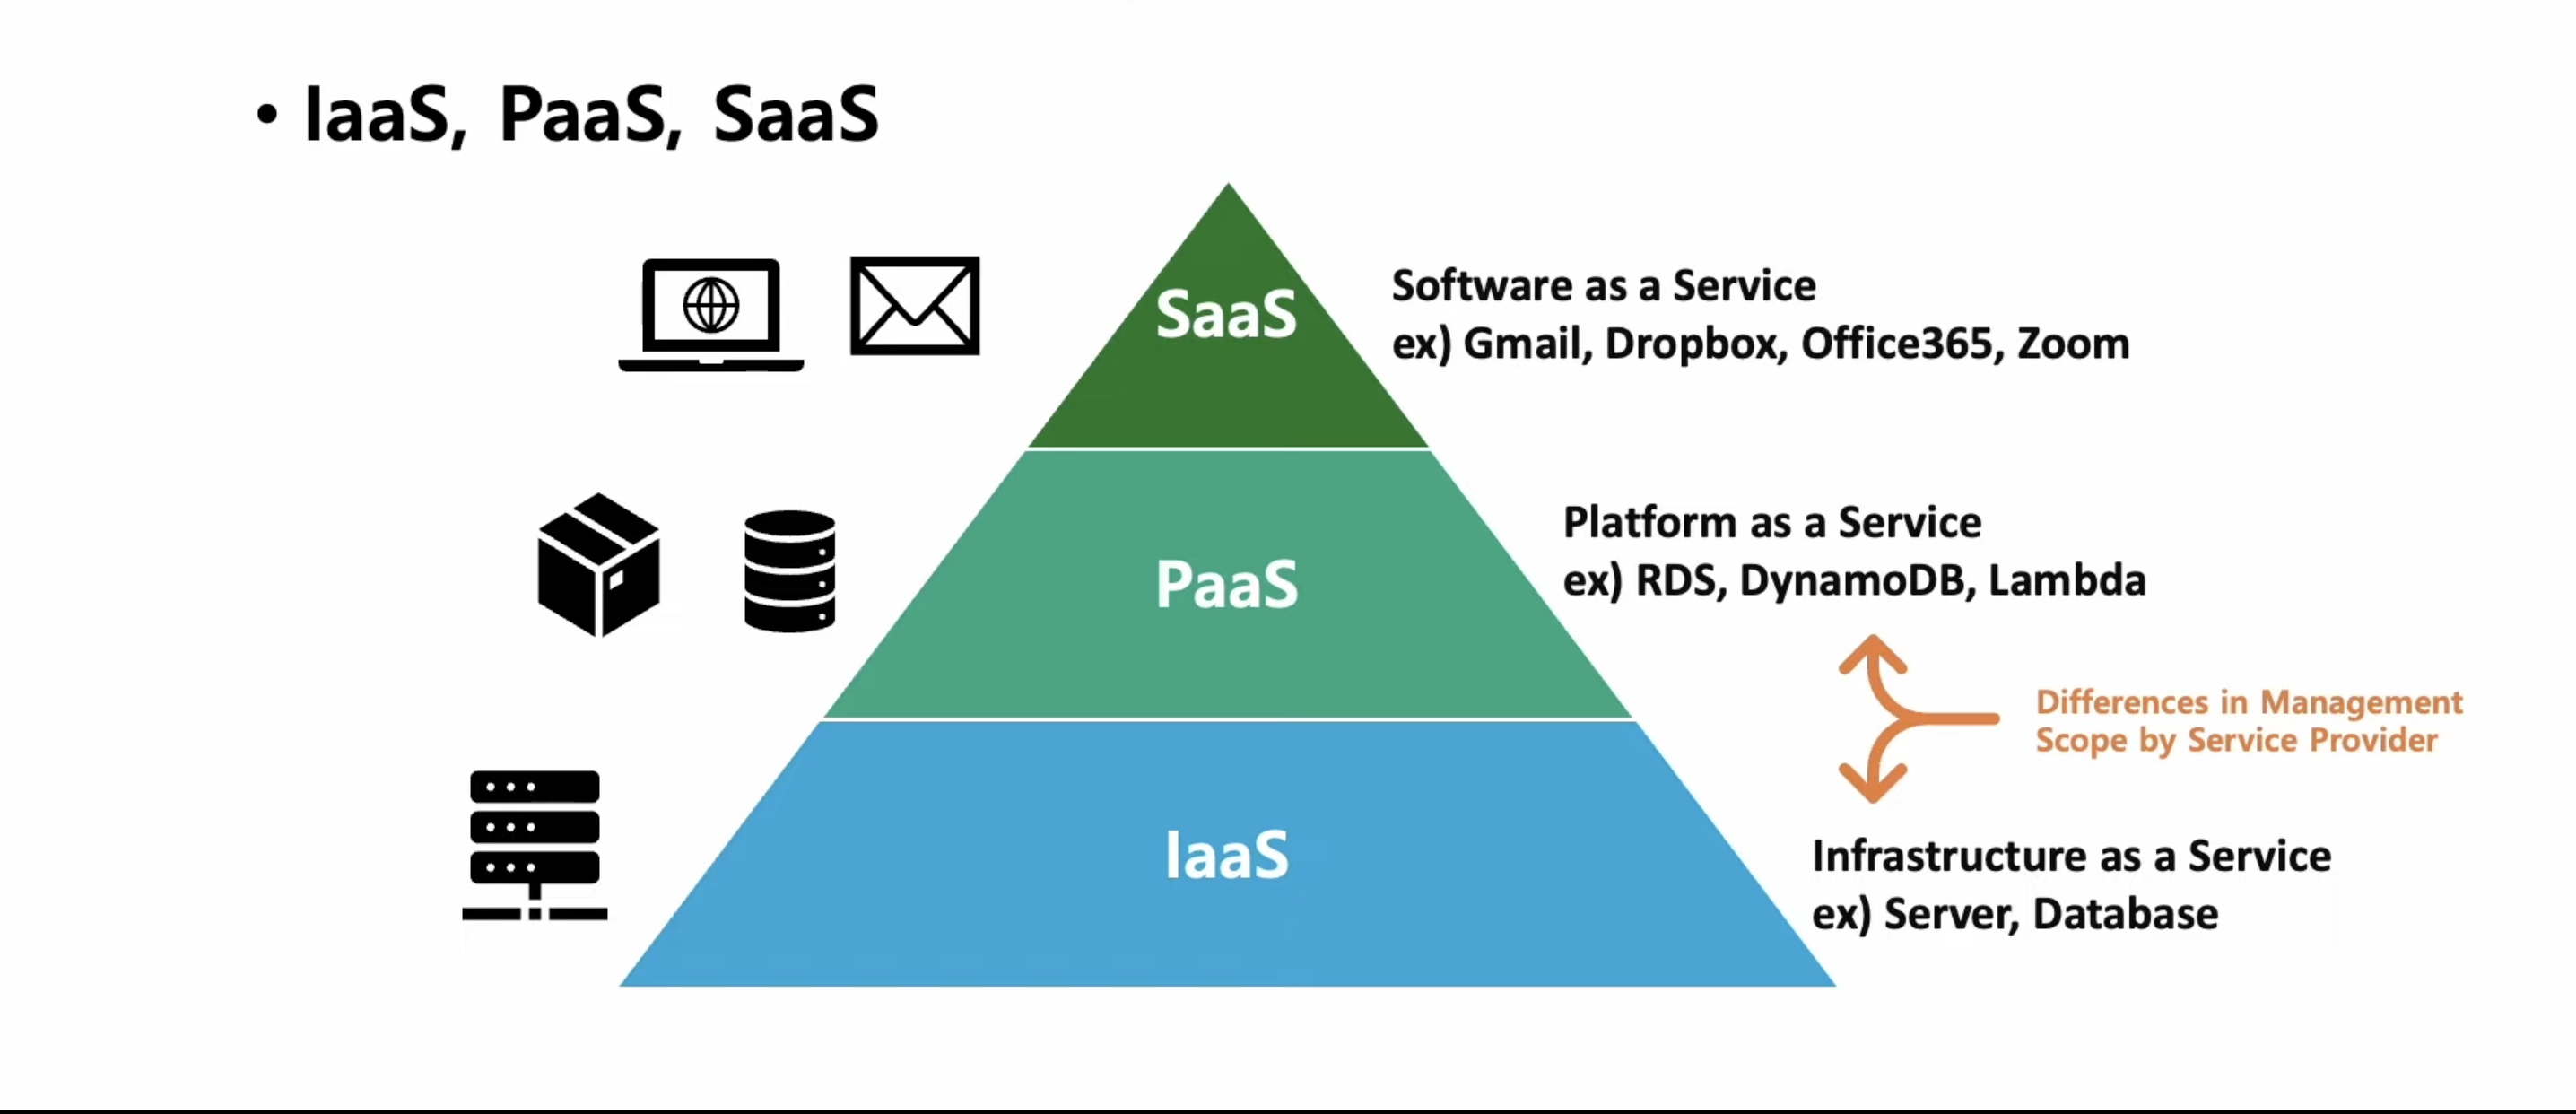 • IaaS, PaaS, SaaS
SaaS
Software as a Service
ex) Gmail, Dropbox, Office365, Zoom
PaaS
Platform as a Service
ex) RDS, DynamoDB, Lambda
Differences in Management
Scope by Service Provider
IaaS
Infrastructure as a Service
ex) Server, Database